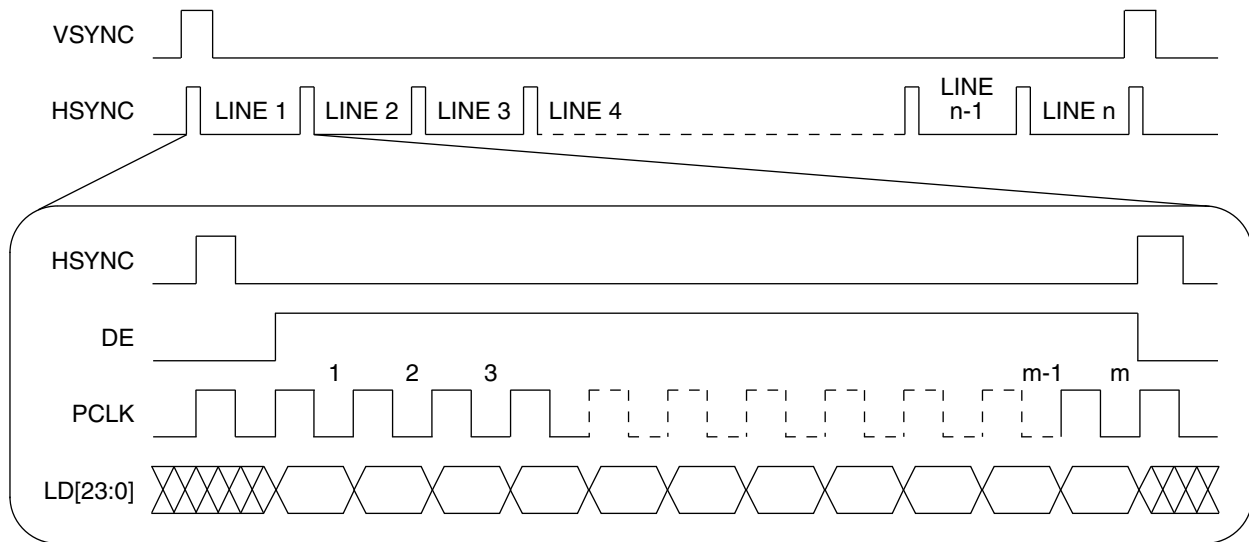 VSYNC
HSYNC
LINE 1
LINE 2
LINE 3
LINE 4
LINE
n-1
LINE n
HSYNC
DE
1
2
3
m-1
m
PCLK
LD[23:0]